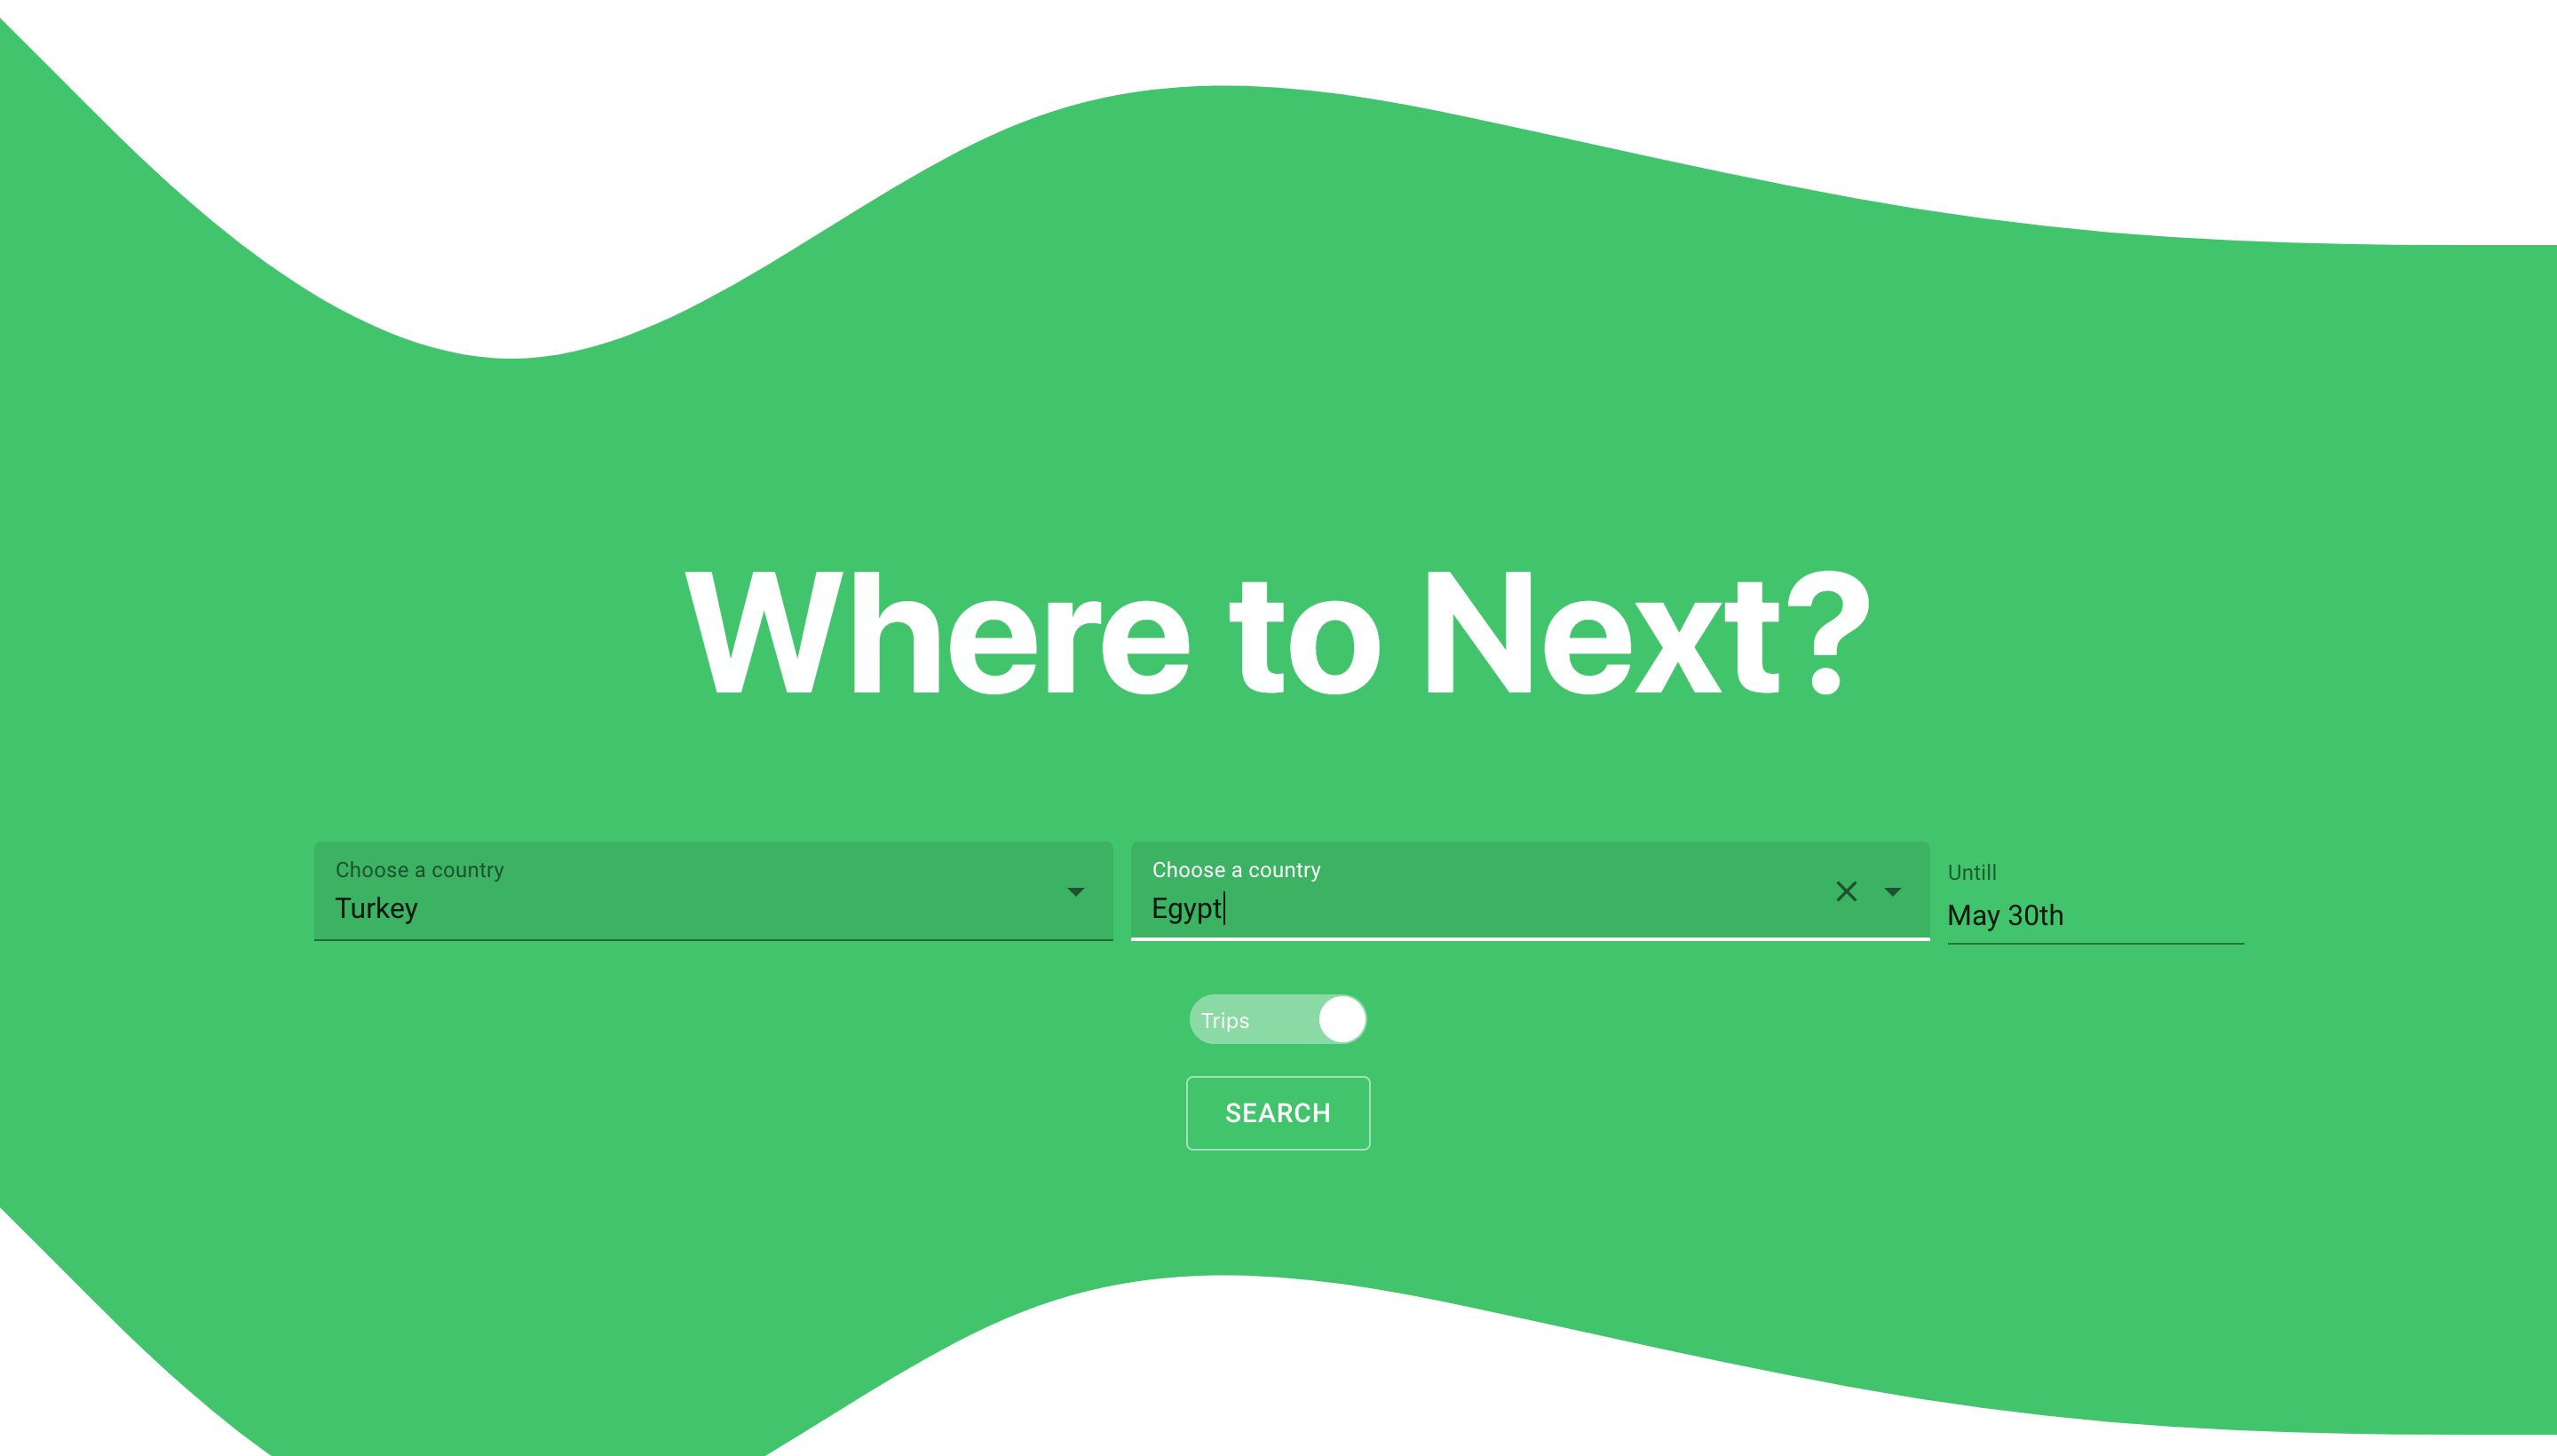 Where to Next?
Choose a country
Turkey
Choose a country
Egypt
Untill
May 30th
Trips
SEARCH